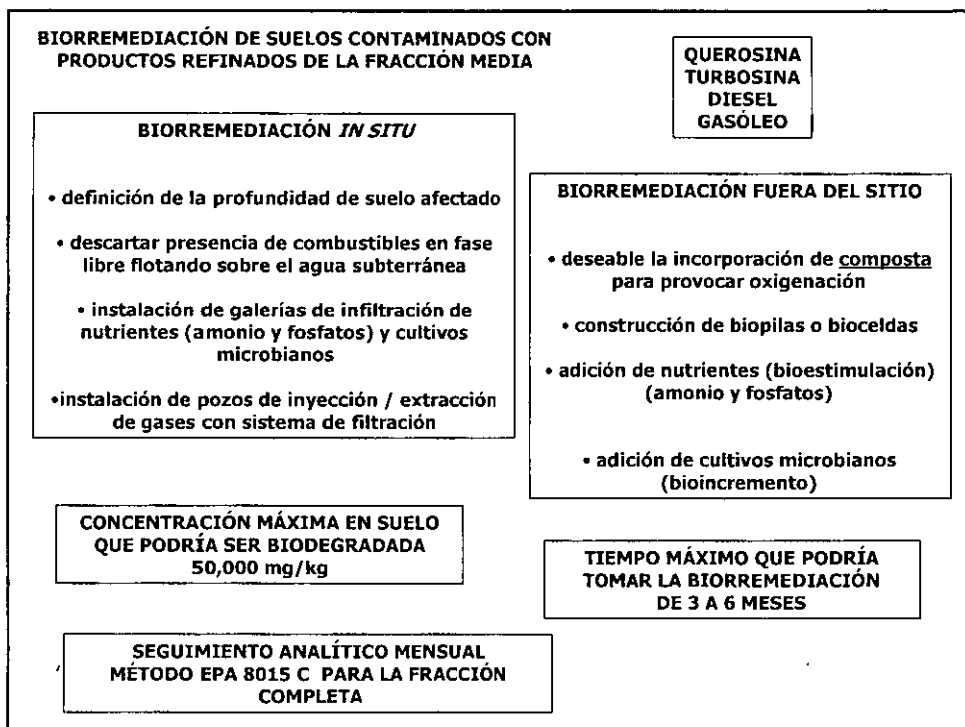 BIORREMEDIACIÓN DE SUELOS CONTAMINADOS CON
PRODUCTOS REFINADOS DE LA FRACCIÓN MEDIA
QUEROSINA
TURBOSINA
DIESEL
GASÓLEO
BIORREMEDIACIÓN IN SITU
• definición de la profundidad de suelo afectado
• descartar presencia de combustibles en fase
libre flotando sobre el agua subterránea
• instalación de galerías de infiltración de
nutrientes (amonio y fosfatos) y cultivos
microbianos
•instalación de pozos de inyección / extracción
de gases con sistema de filtración
BIORREMEDIACIÓN FUERA DEL SITIO
• deseable la incorporación de composta
para provocar oxigenación
• construcción de biopilas o bioceldas
• adición de nutrientes (bioestimulación)
(amonio y fosfatos)
• adición de cultivos microbianos
(bioincremento)
CONCENTRACIÓN MÁXIMA EN SUELO
QUE PODRÍA SER BIODEGRADADA
50,000 mg/kg
TIEMPO MÁXIMO QUE PODRÍA
TOMAR LA BIORREMEDIACIÓN
DE 3 A 6 MESES
SEGUIMIENTO ANALÍTICO MENSUAL
MÉTODO EPA 8015 C PARA LA FRACCIÓN
COMPLETA